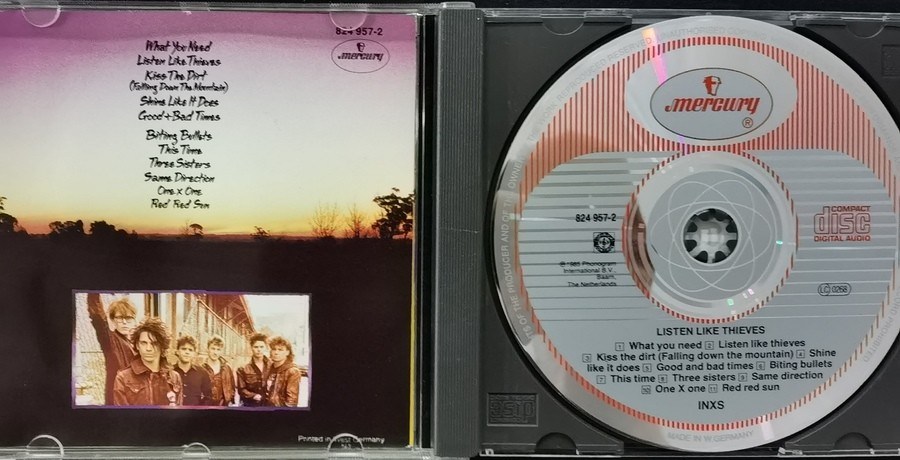 824 957-2
mercury
What You Need
Listen Like Thieves
Kiss The Dirt
(Falling Down The Mountain)
Shine Like It Does
Good + Bad Times
Biting Bullets
This Time
Three Sisters
Same Direction
One x One
Red Red Sun
Printed in West Germany
mercury
®
824 957-2
COMPACT
disc
DIGITAL AUDIO
℗ 1985 Phonogram
International B.V.,
Baarn,
The Netherlands
LC 0268
LISTEN LIKE THIEVES
1 What you need 2 Listen like thieves
3 Kiss the dirt (Falling down the mountain) 4 Shine
like it does 5 Good and bad times 6 Biting bullets
7 This time 8 Three sisters 9 Same direction
10 One X one 11 Red red sun
INXS
MADE IN W. GERMANY